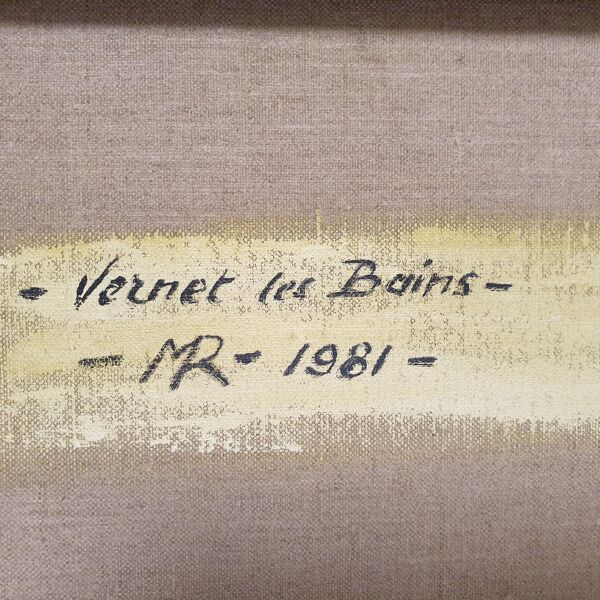 - Vernet les Bains -
- MR - 1981 -